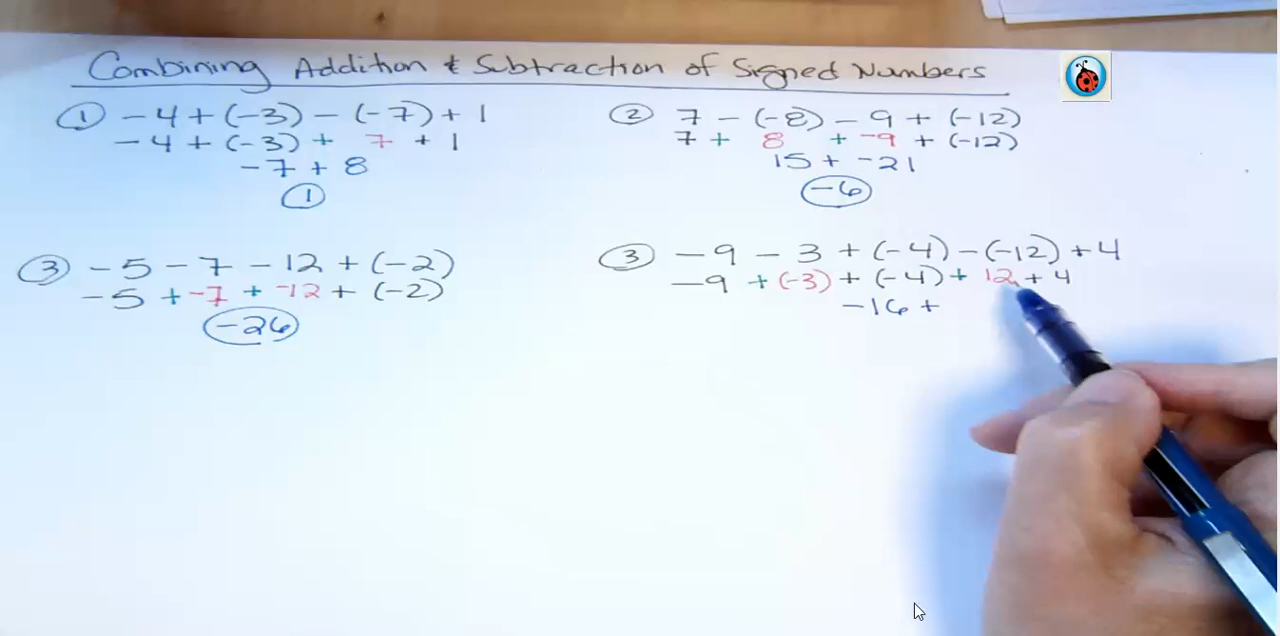 Combining Addition & Subtraction of Signed Numbers
① -4 + (-3) - (-7) + 1
-4 + (-3) + 7 + 1
-7 + 8
1
② 7 - (-8) - 9 + (-12)
7 + 8 + -9 + (-12)
15 + -21
-6
③ -5 - 7 - 12 + (-2)
-5 + -7 + -12 + (-2)
-26
③ -9 - 3 + (-4) - (-12) + 4
-9 + (-3) + (-4) + 12 + 4
-16 +